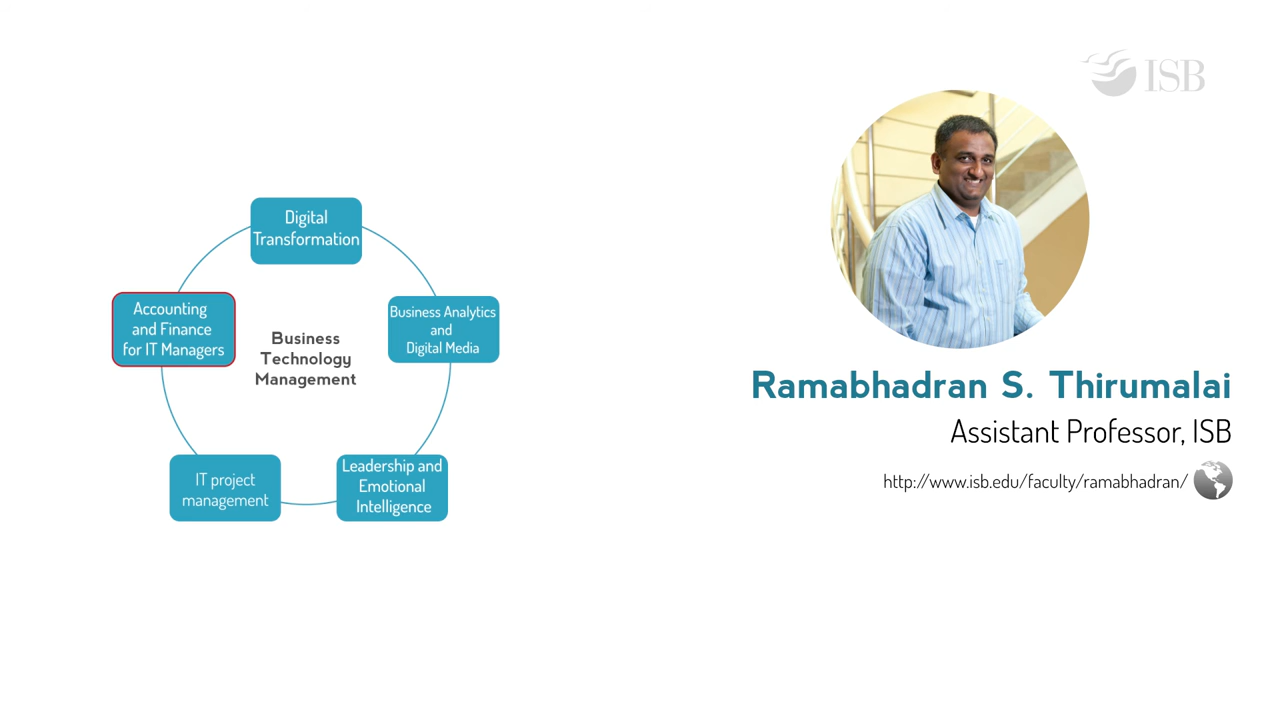 ISB
Digital
Transformation
Accounting
and Finance
for IT Managers
Business Analytics
and
Digital Media
Business
Technology
Management
IT project
management
Leadership and
Emotional
Intelligence
Ramabhadran S. Thirumalai
Assistant Professor, ISB
http://www.isb.edu/faculty/ramabhadran/